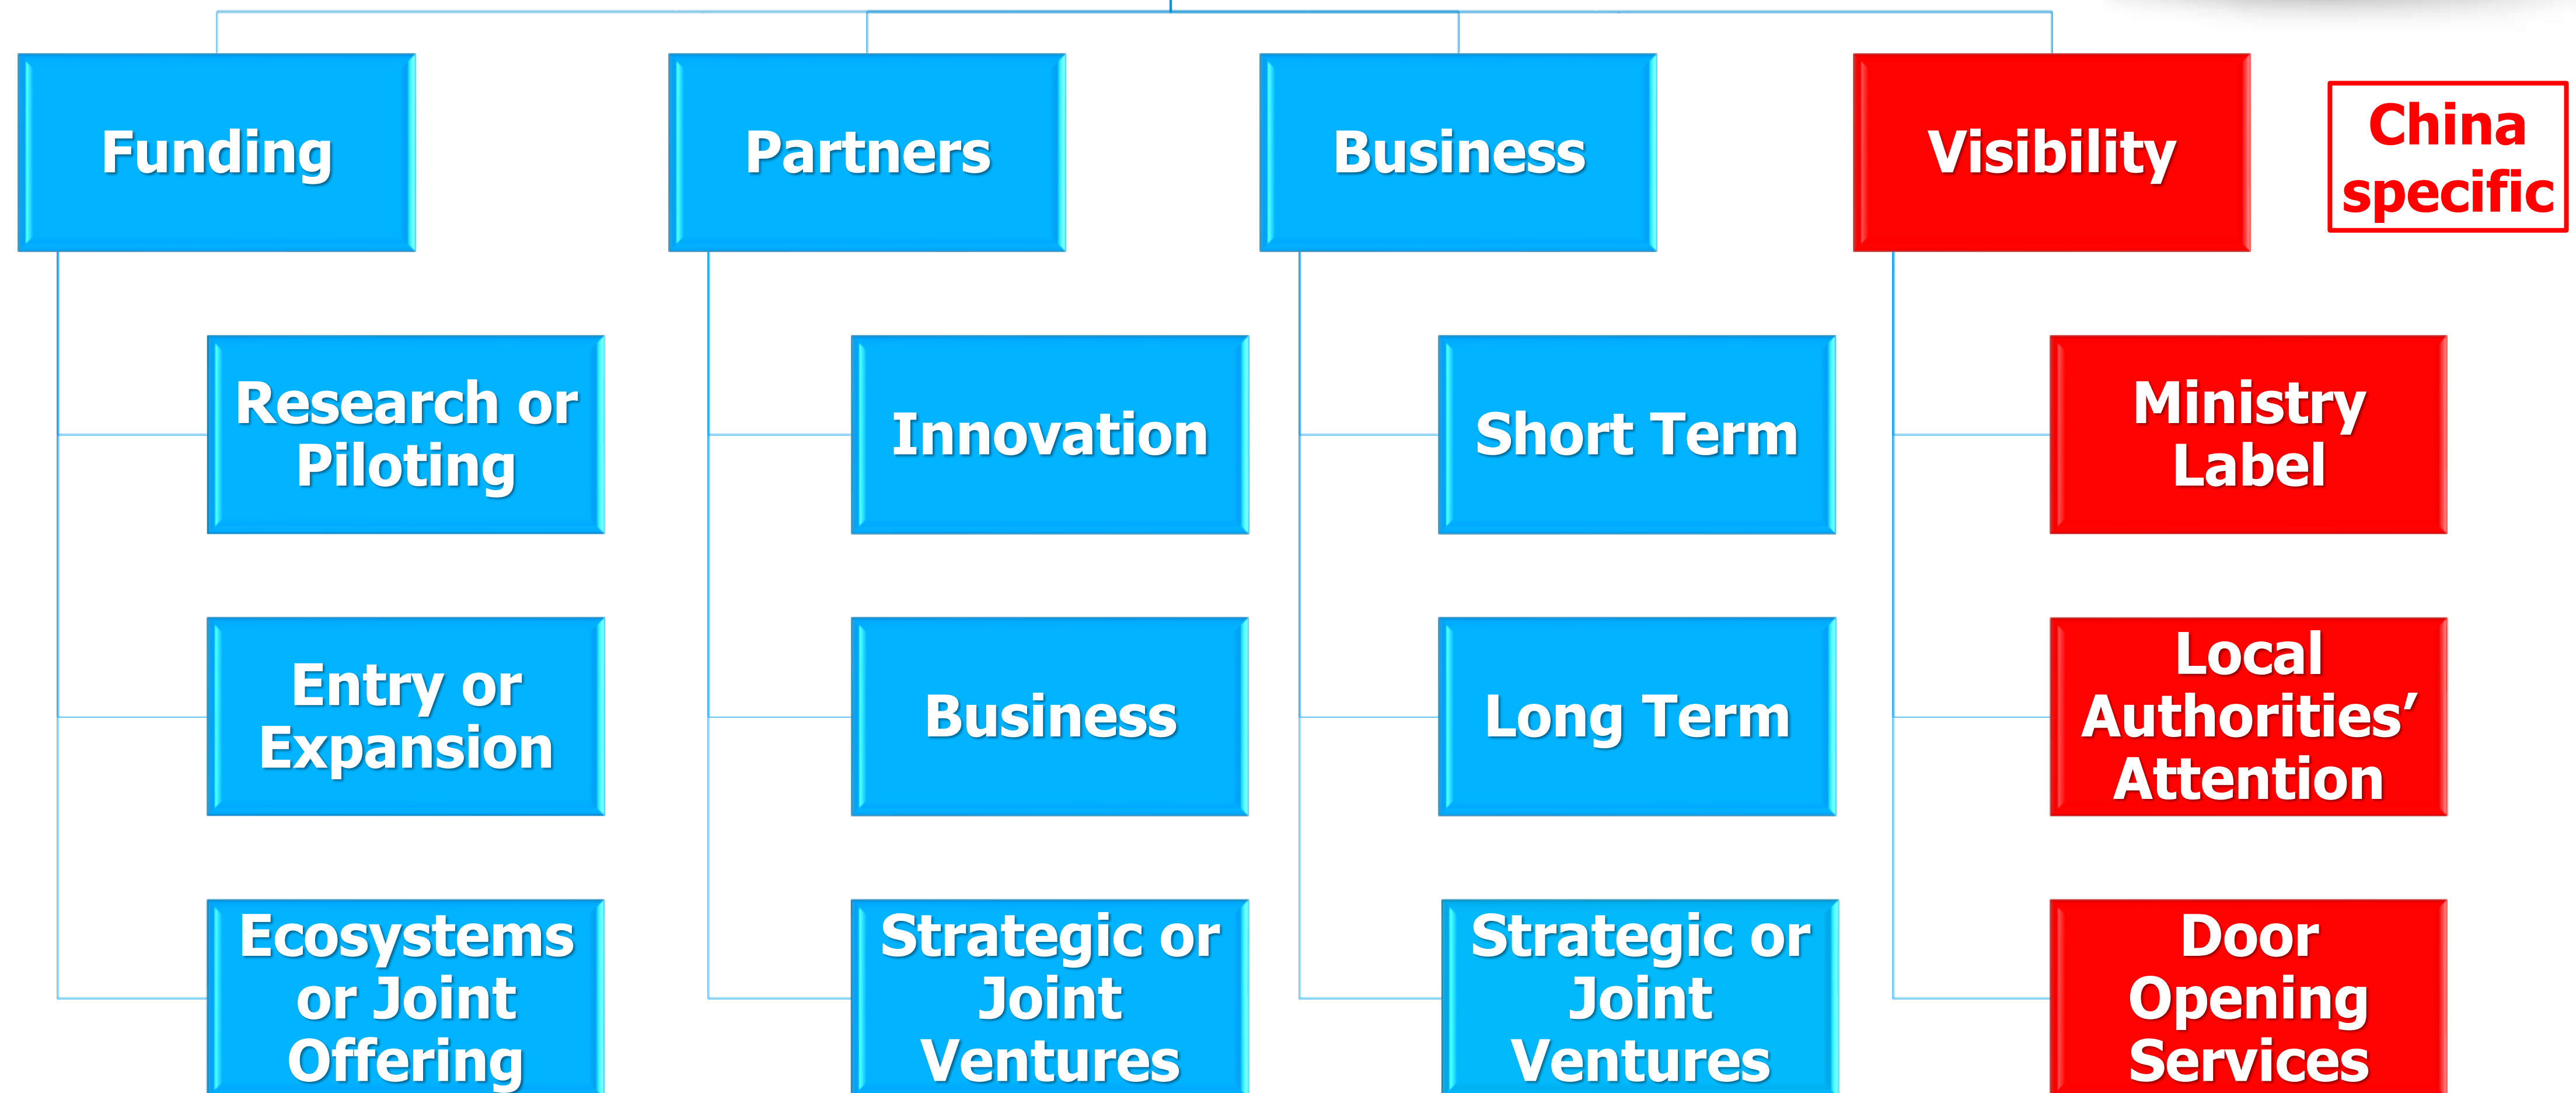 Funding
Partners
Business
Visibility
China
specific
Research or
Piloting
Innovation
Short Term
Ministry
Label
Entry or
Expansion
Business
Long Term
Local
Authorities’
Attention
Ecosystems
or Joint
Offering
Strategic or
Joint
Ventures
Strategic or
Joint
Ventures
Door
Opening
Services